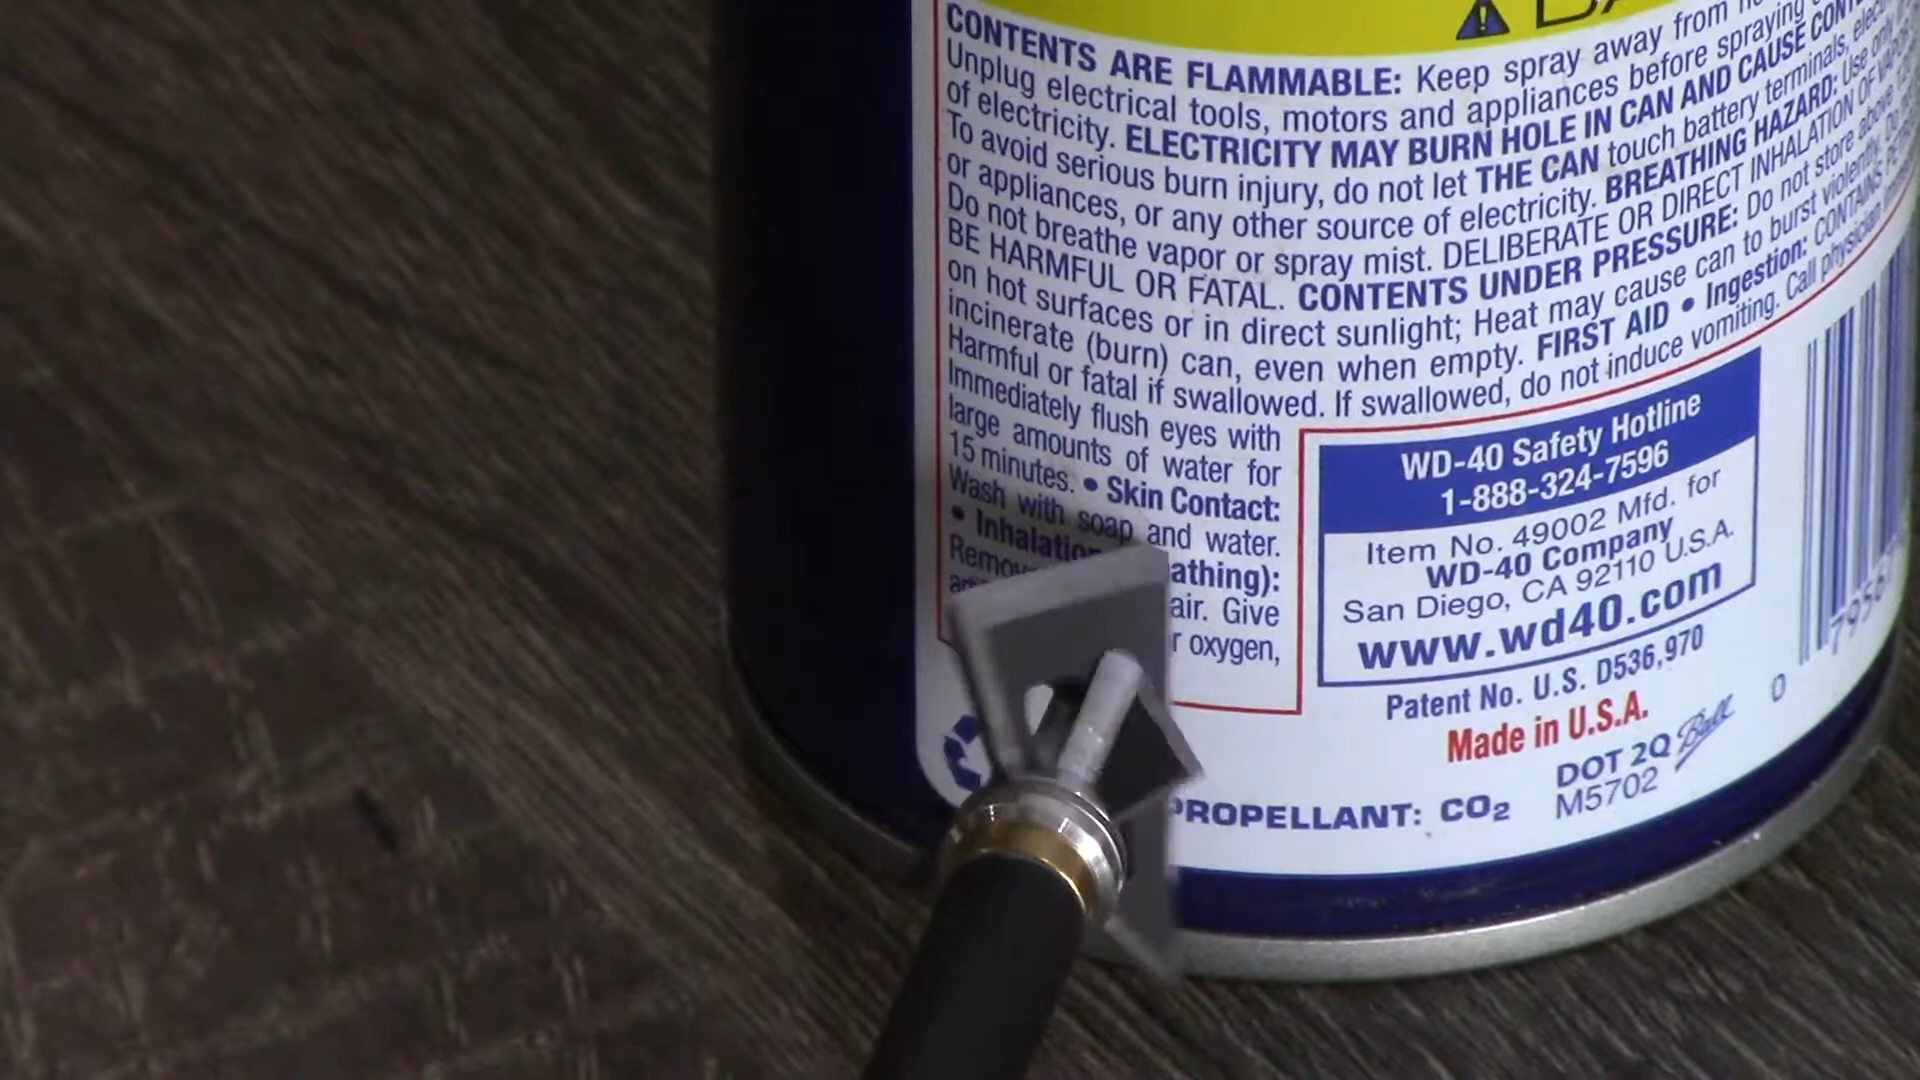 CONTENTS ARE FLAMMABLE: Keep spray away from
Unplug electrical tools, motors and appliances before spraying
of electricity. ELECTRICITY MAY BURN HOLE IN CAN AND CAUSE
To avoid serious burn injury, do not let THE CAN touch battery terminals,
or appliances, or any other source of electricity. BREATHING HAZARD: Use
Do not breathe vapor or spray mist. DELIBERATE OR DIRECT INHALATION OF
BE HARMFUL OR FATAL. CONTENTS UNDER PRESSURE: Do not store above
on hot surfaces or in direct sunlight; Heat may cause can to burst violently.
incinerate (burn) can, even when empty. FIRST AID • Ingestion:
Harmful or fatal if swallowed. If swallowed, do not induce vomiting. Call physician
Immediately flush eyes with
large amounts of water for
15 minutes. • Skin Contact:
Wash with soap and water.
• Inhalation
air. Give
oxygen,
WD-40 Safety Hotline
1-888-324-7596
Item No. 49002 Mfd. for
WD-40 Company
San Diego, CA 92110 U.S.A.
www.wd40.com
Patent No. U.S. D536,970
Made in U.S.A.
DOT 2Q Ball
M5702
PROPELLANT: CO2
0